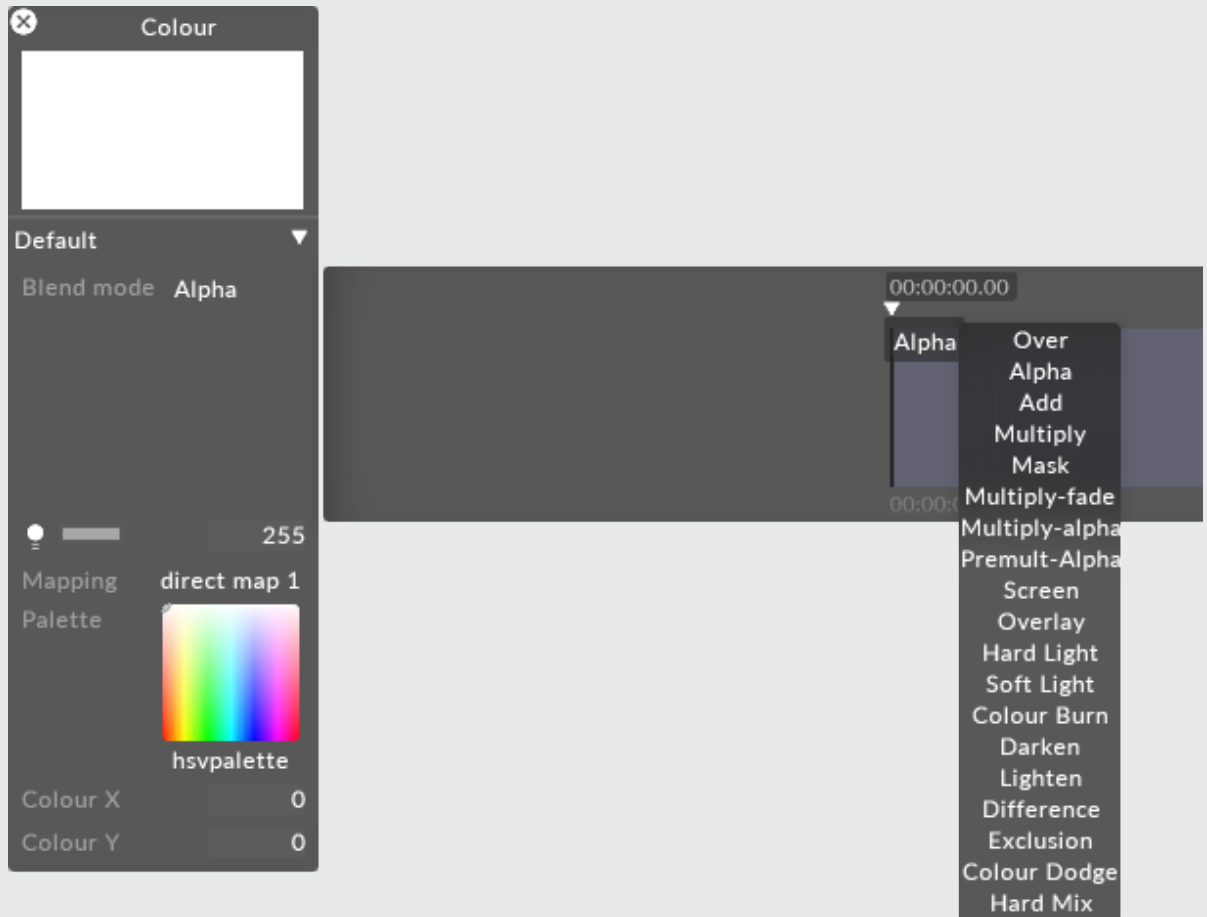 Colour
Default
Blend mode Alpha
255
Mapping direct map 1
Palette
hsvpalette
Colour X 0
Colour Y 0
00:00:00.00
Alpha
00:00:
Over
Alpha
Add
Multiply
Mask
Multiply-fade
Multiply-alpha
Premult-Alpha
Screen
Overlay
Hard Light
Soft Light
Colour Burn
Darken
Lighten
Difference
Exclusion
Colour Dodge
Hard Mix